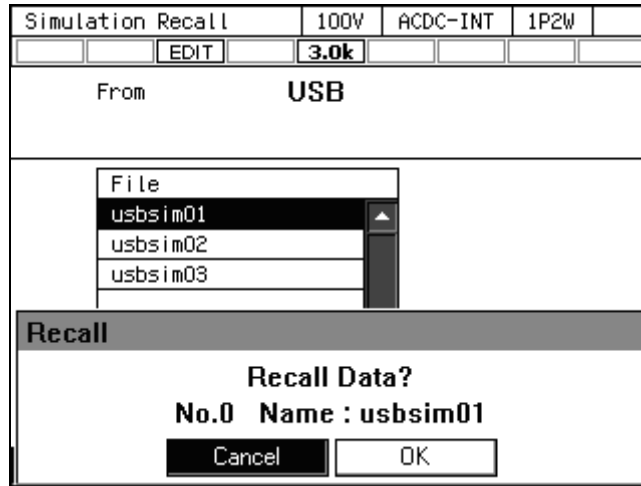 Simulation Recall 100V ACDC-INT 1P2W
EDIT 3.0k
From USB
File
usbsim01
usbsim02
usbsim03
Recall
Recall Data?
No.0 Name : usbsim01
Cancel OK